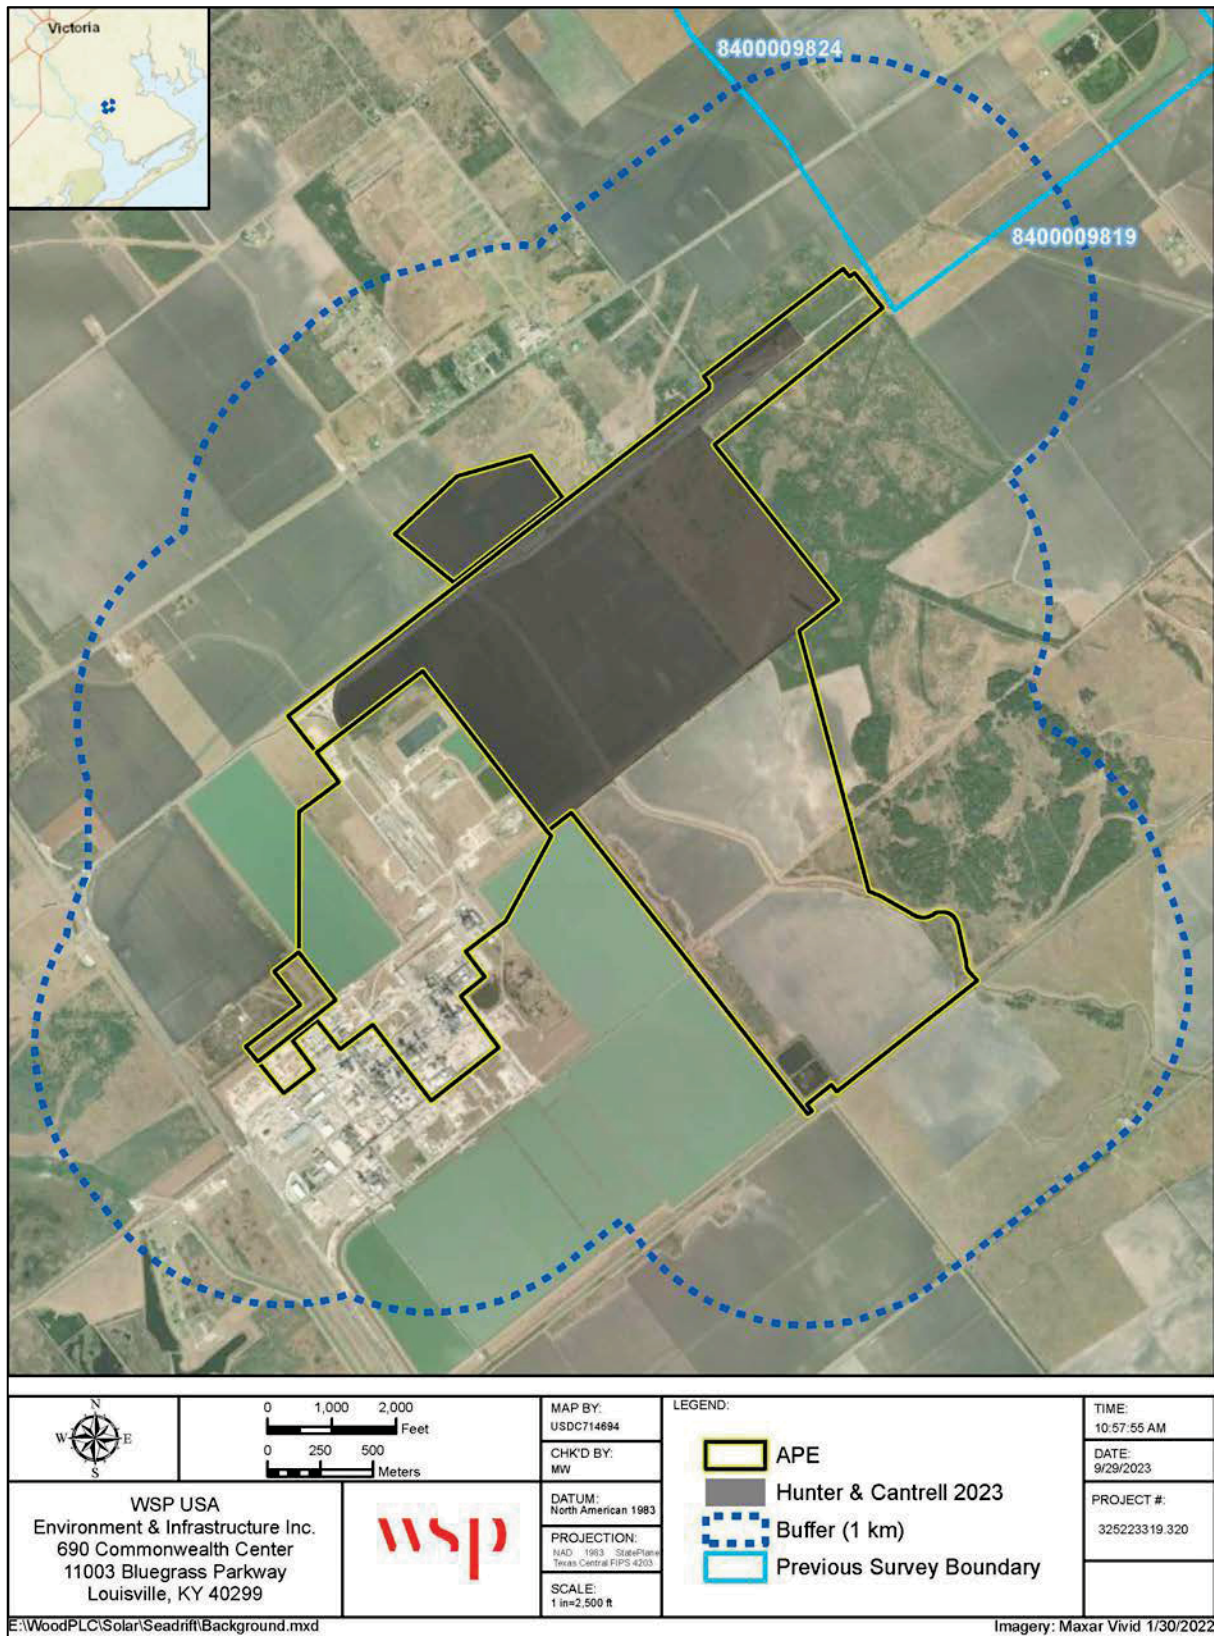 Victoria
8400009824
8400009819
N
W E
S
0 1,000 2,000
Feet
0 250 500
Meters
WSP USA
Environment & Infrastructure Inc.
690 Commonwealth Center
11003 Bluegrass Parkway
Louisville, KY 40299
wsp
MAP BY:
USDC714694
CHK'D BY:
MW
DATUM:
North American 1983
PROJECTION:
NAD 1983 StatePlane
Texas Central FIPS 4203
SCALE:
1 in=2,500 ft
LEGEND:
APE
Hunter & Cantrell 2023
Buffer (1 km)
Previous Survey Boundary
TIME:
10:57:55 AM
DATE:
9/29/2023
PROJECT #:
325223319.320
E:\WoodPLC\Solar\Seadrift\Background.mxd
Imagery: Maxar Vivid 1/30/2022